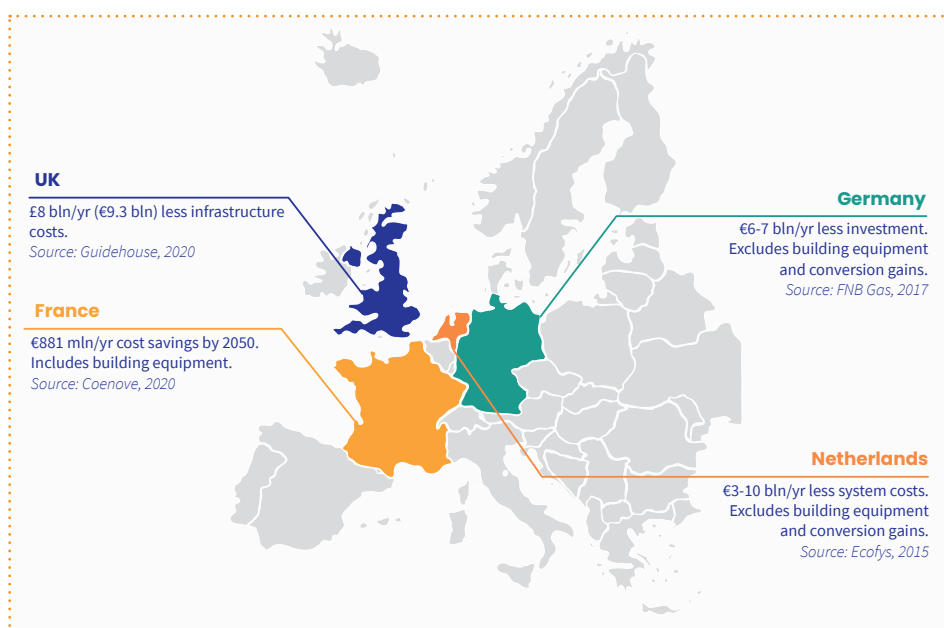 UK
£8 bln/yr (€9.3 bln) less infrastructure
costs.
Source: Guidehouse, 2020
France
€881 mln/yr cost savings by 2050.
Includes building equipment.
Source: Coenove, 2020
Germany
€6-7 bln/yr less investment.
Excludes building equipment
and conversion gains.
Source: FNB Gas, 2017
Netherlands
€3-10 bln/yr less system costs.
Excludes building equipment
and conversion gains.
Source: Ecofys, 2015